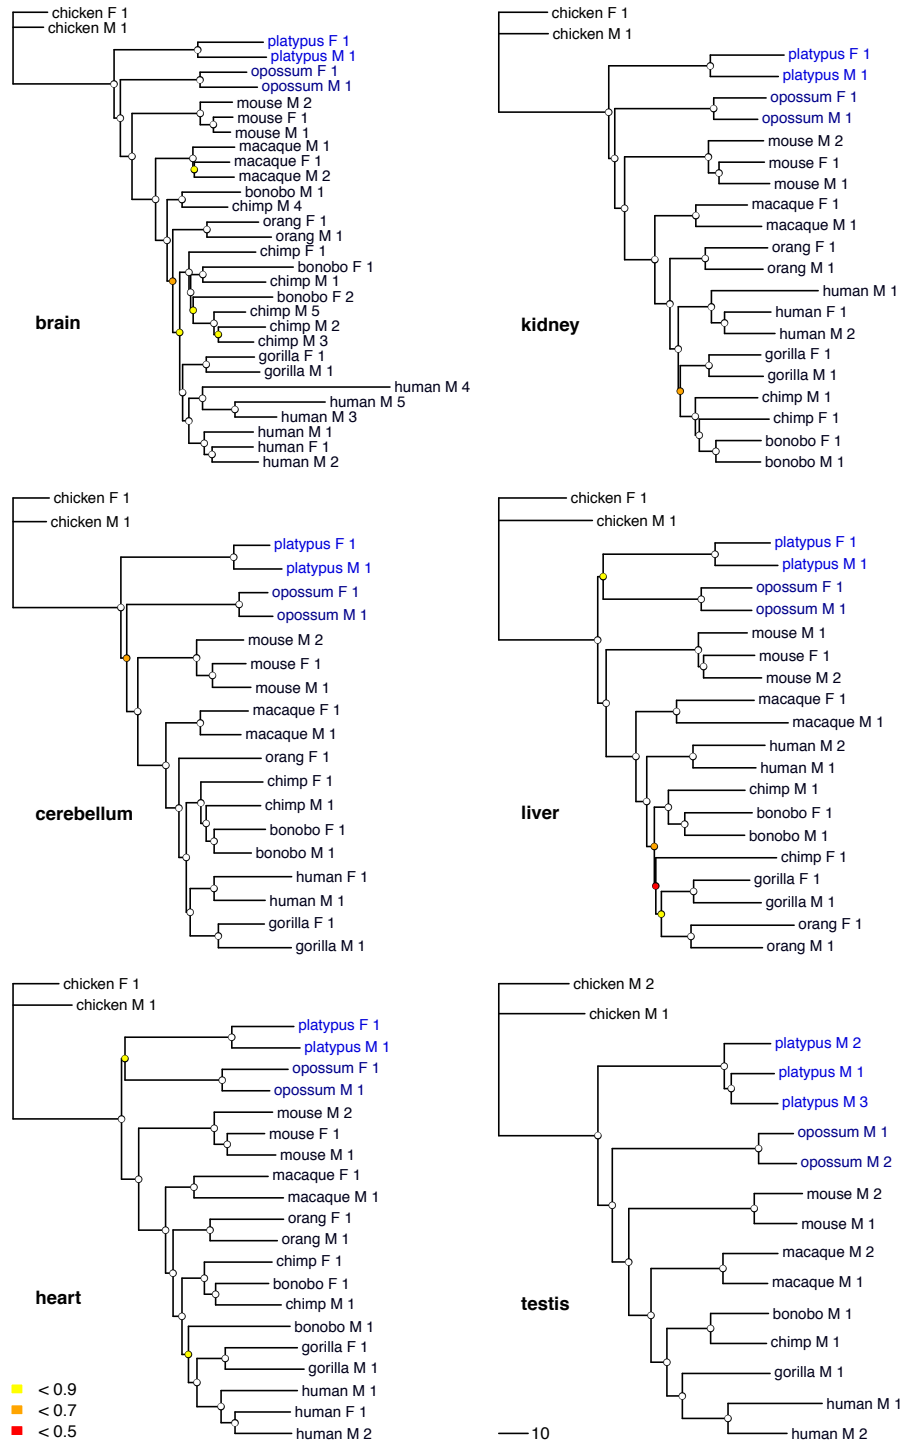 chicken F 1
chicken M 1
platypus F 1
platypus M 1
opossum F 1
opossum M 1
mouse M 2
mouse F 1
mouse M 1
macaque M 1
macaque F 1
macaque M 2
bonobo M 1
chimp M 4
orang F 1
orang M 1
chimp F 1
bonobo F 1
chimp M 1
bonobo F 2
chimp M 5
chimp M 2
chimp M 3
gorilla F 1
gorilla M 1
human M 4
human M 5
human M 3
human M 1
human F 1
human M 2
brain
chicken F 1
chicken M 1
platypus F 1
platypus M 1
opossum F 1
opossum M 1
mouse M 2
mouse F 1
mouse M 1
macaque F 1
macaque M 1
orang F 1
orang M 1
human M 1
human F 1
human M 2
gorilla F 1
gorilla M 1
chimp M 1
chimp F 1
bonobo F 1
bonobo M 1
kidney
chicken F 1
chicken M 1
platypus F 1
platypus M 1
opossum F 1
opossum M 1
mouse M 2
mouse F 1
mouse M 1
macaque F 1
macaque M 1
orang F 1
chimp F 1
chimp M 1
bonobo F 1
bonobo M 1
human F 1
human M 1
gorilla F 1
gorilla M 1
cerebellum
chicken F 1
chicken M 1
platypus F 1
platypus M 1
opossum F 1
opossum M 1
mouse M 1
mouse F 1
mouse M 2
macaque F 1
macaque M 1
human M 2
human M 1
chimp M 1
bonobo F 1
bonobo M 1
chimp F 1
gorilla F 1
gorilla M 1
orang F 1
orang M 1
liver
chicken F 1
chicken M 1
platypus F 1
platypus M 1
opossum F 1
opossum M 1
mouse M 2
mouse F 1
mouse M 1
macaque F 1
macaque M 1
orang F 1
orang M 1
chimp F 1
bonobo F 1
chimp M 1
bonobo M 1
gorilla F 1
gorilla M 1
human M 1
human F 1
human M 2
heart
< 0.9
< 0.7
< 0.5
chicken M 2
chicken M 1
platypus M 2
platypus M 1
platypus M 3
opossum M 1
opossum M 2
mouse M 2
mouse M 1
macaque M 2
macaque M 1
bonobo M 1
chimp M 1
gorilla M 1
human M 1
human M 2
testis
10